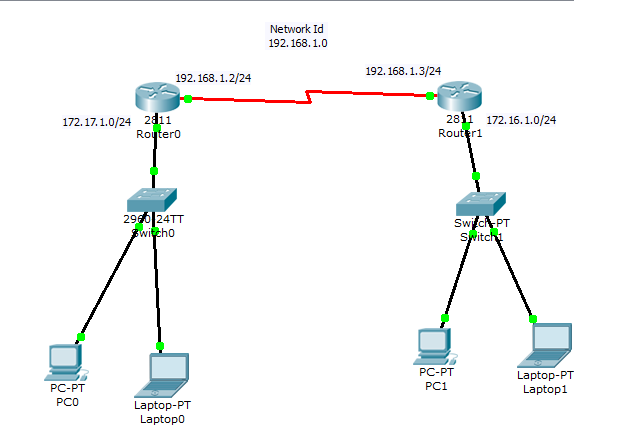 Network Id
192.168.1.0
192.168.1.2/24
192.168.1.3/24
172.17.1.0/24
2811
Router0
2811
Router1
172.16.1.0/24
2960-24TT
Switch0
Switch-PT
Switch1
PC-PT
PC0
Laptop-PT
Laptop0
PC-PT
PC1
Laptop-PT
Laptop1